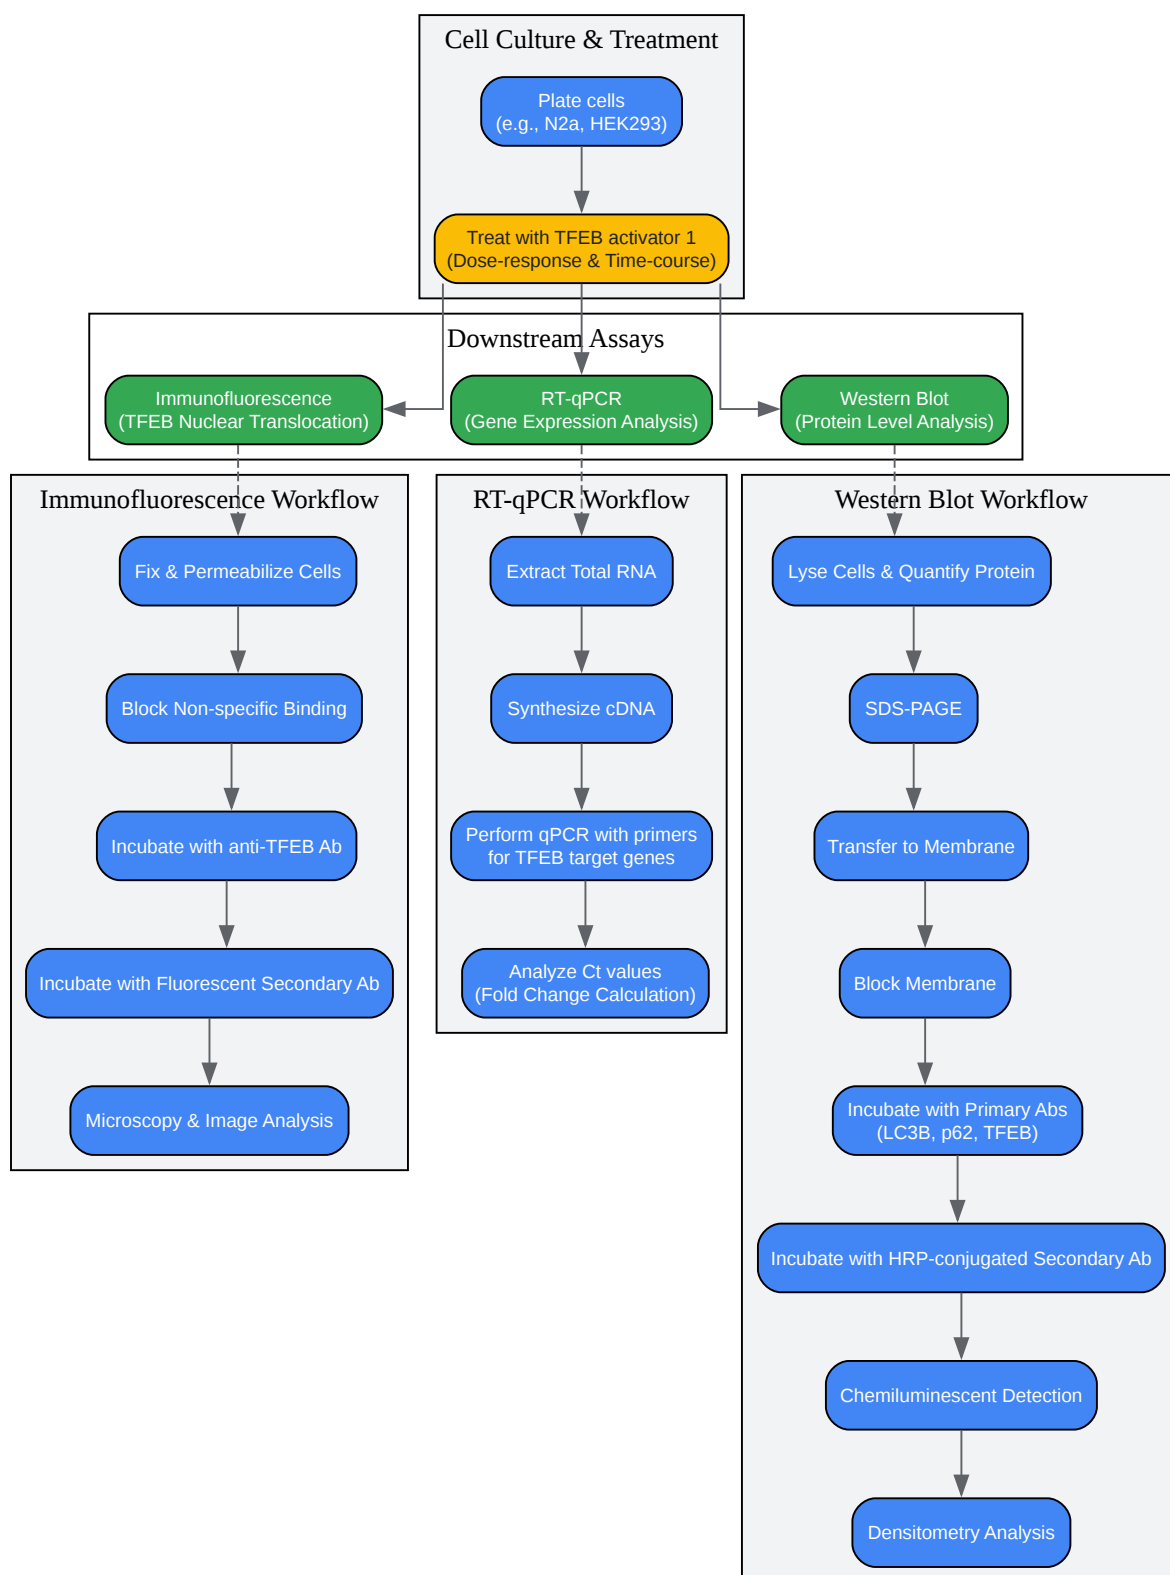 Cell Culture & Treatment
Plate cells
(e.g., N2a, HEK293)
Treat with TFEB activator 1
(Dose-response & Time-course)
Downstream Assays
Immunofluorescence
(TFEB Nuclear Translocation)
RT-qPCR
(Gene Expression Analysis)
Western Blot
(Protein Level Analysis)
Immunofluorescence Workflow
Fix & Permeabilize Cells
Block Non-specific Binding
Incubate with anti-TFEB Ab
Incubate with Fluorescent Secondary Ab
Microscopy & Image Analysis
RT-qPCR Workflow
Extract Total RNA
Synthesize cDNA
Perform qPCR with primers
for TFEB target genes
Analyze Ct values
(Fold Change Calculation)
Western Blot Workflow
Lyse Cells & Quantify Protein
SDS-PAGE
Transfer to Membrane
Block Membrane
Incubate with Primary Abs
(LC3B, p62, TFEB)
Incubate with HRP-conjugated Secondary Ab
Chemiluminescent Detection
Densitometry Analysis